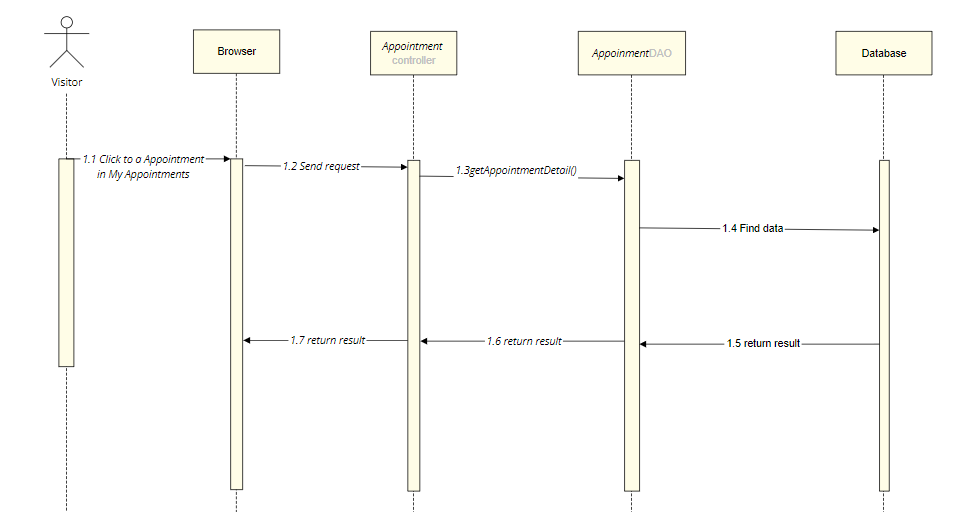 Visitor
Browser
Appointment
controller
AppoinmentDAO
Database
1.1 Click to a Appointment
in My Appointments
1.2 Send request
1.3getAppointmentDetail()
1.4 Find data
1.7 return result
1.6 return result
1.5 return result